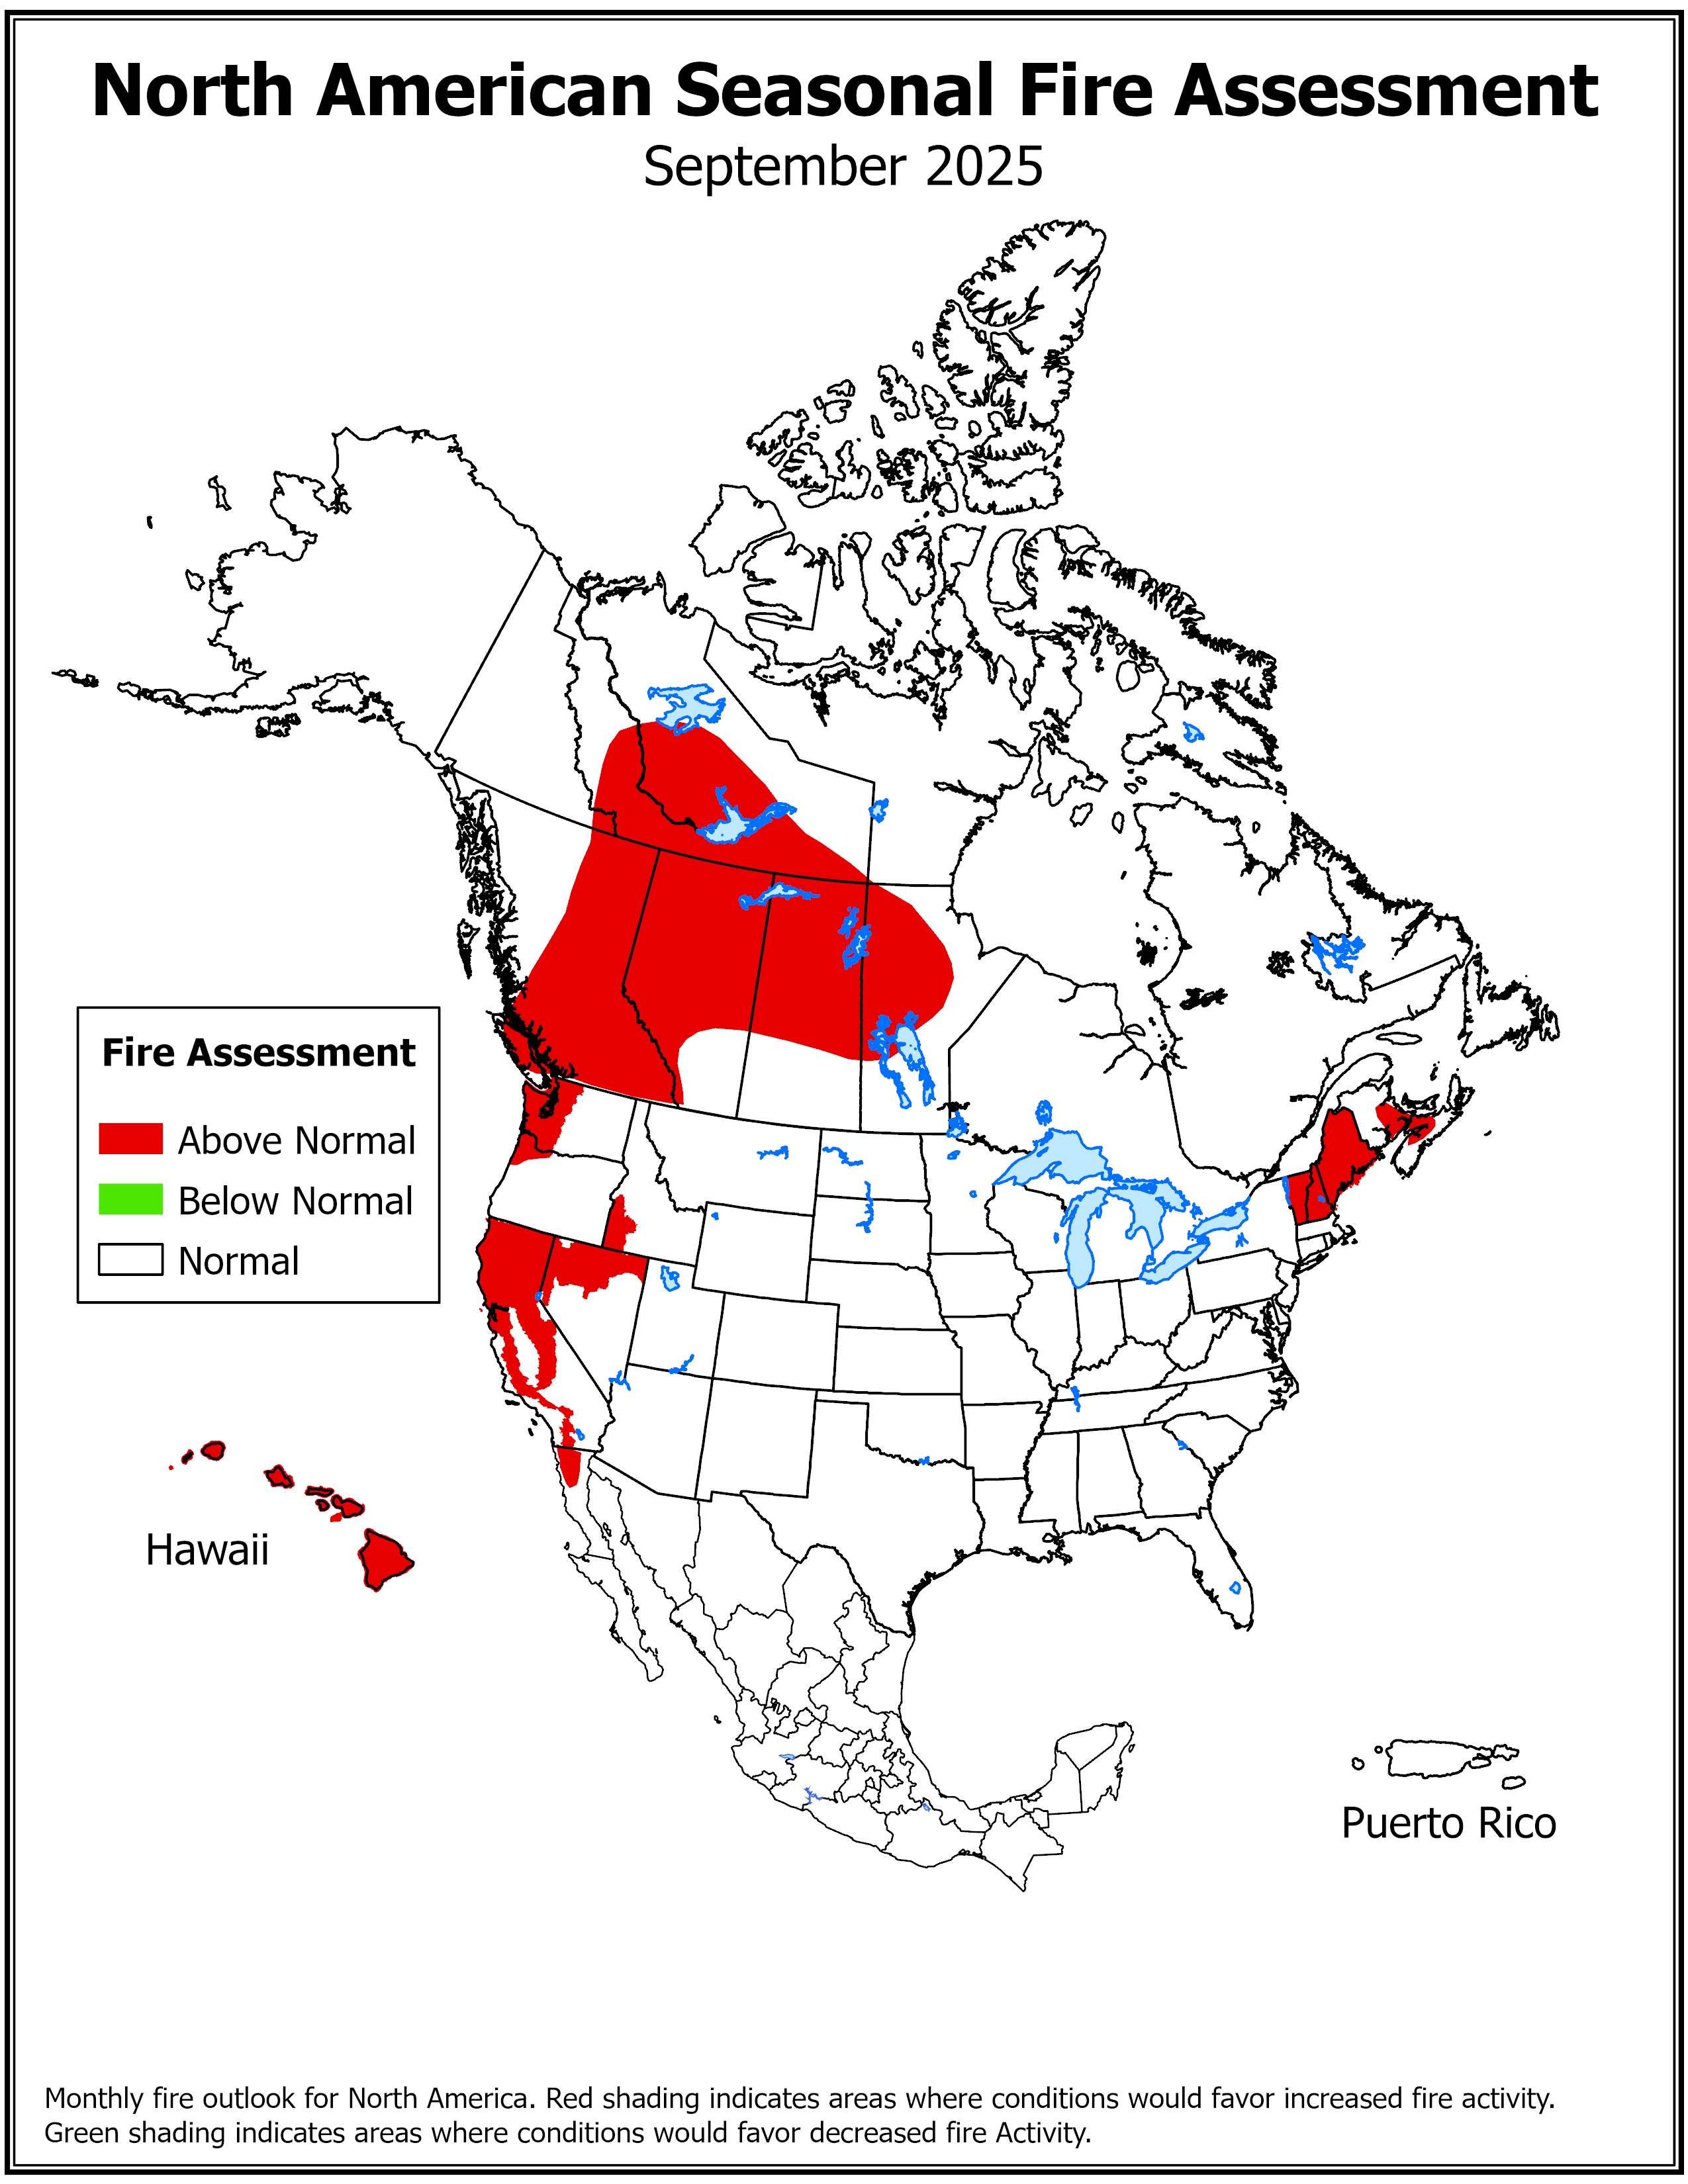 North American Seasonal Fire Assessment
September 2025
Fire Assessment
Above Normal
Below Normal
Normal
Hawaii
Puerto Rico
Monthly fire outlook for North America. Red shading indicates areas where conditions would favor increased fire activity.
Green shading indicates areas where conditions would favor decreased fire Activity.